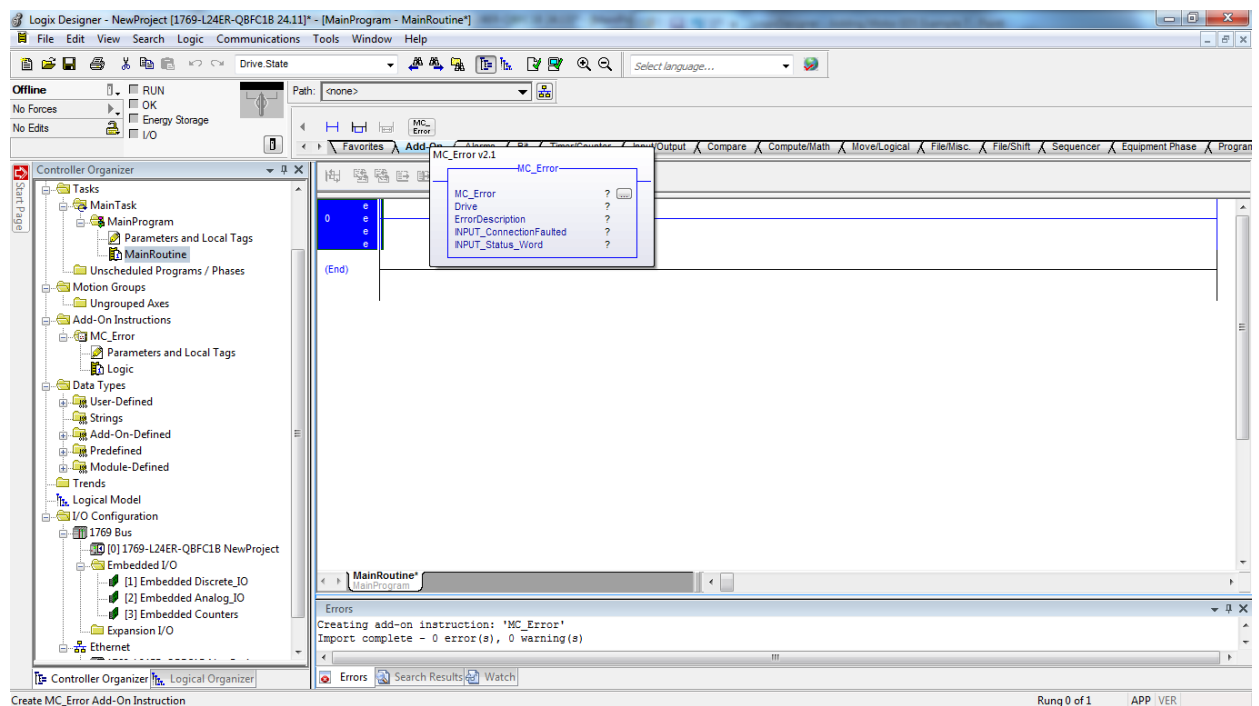 Logix Designer - NewProject [1769-L24ER-QBFC1B 24.11]* - [MainProgram - MainRoutine*]
File Edit View Search Logic Communications Tools Window Help
Drive.State
Select language...
Offline
RUN
Path: <none>
No Forces
OK
Energy Storage
No Edits
I/O
MC_
Error
Favorites Add-On Alarms Bit Timer/Counter Input/Output Compare Compute/Math Move/Logical File/Misc. File/Shift Sequencer Equipment Phase Program
Start Page
Controller Organizer
Tasks
MainTask
MainProgram
Parameters and Local Tags
MainRoutine
Unscheduled Programs / Phases
Motion Groups
Ungrouped Axes
Add-On Instructions
MC_Error
Parameters and Local Tags
Logic
Data Types
User-Defined
Strings
Add-On-Defined
Predefined
Module-Defined
Trends
Logical Model
I/O Configuration
1769 Bus
[0] 1769-L24ER-QBFC1B NewProject
Embedded I/O
[1] Embedded Discrete_IO
[2] Embedded Analog_IO
[3] Embedded Counters
Expansion I/O
Ethernet
Controller Organizer Logical Organizer
MC_Error v2.1
MC_Error
MC_Error ? ...
Drive ?
ErrorDescription ?
INPUT_ConnectionFaulted ?
INPUT_Status_Word ?
e
0 e
e
e
(End)
MainRoutine*
MainProgram
Errors
Creating add-on instruction: 'MC_Error'
Import complete - 0 error(s), 0 warning(s)
Errors Search Results Watch
Create MC_Error Add-On Instruction
Rung 0 of 1 APP VER